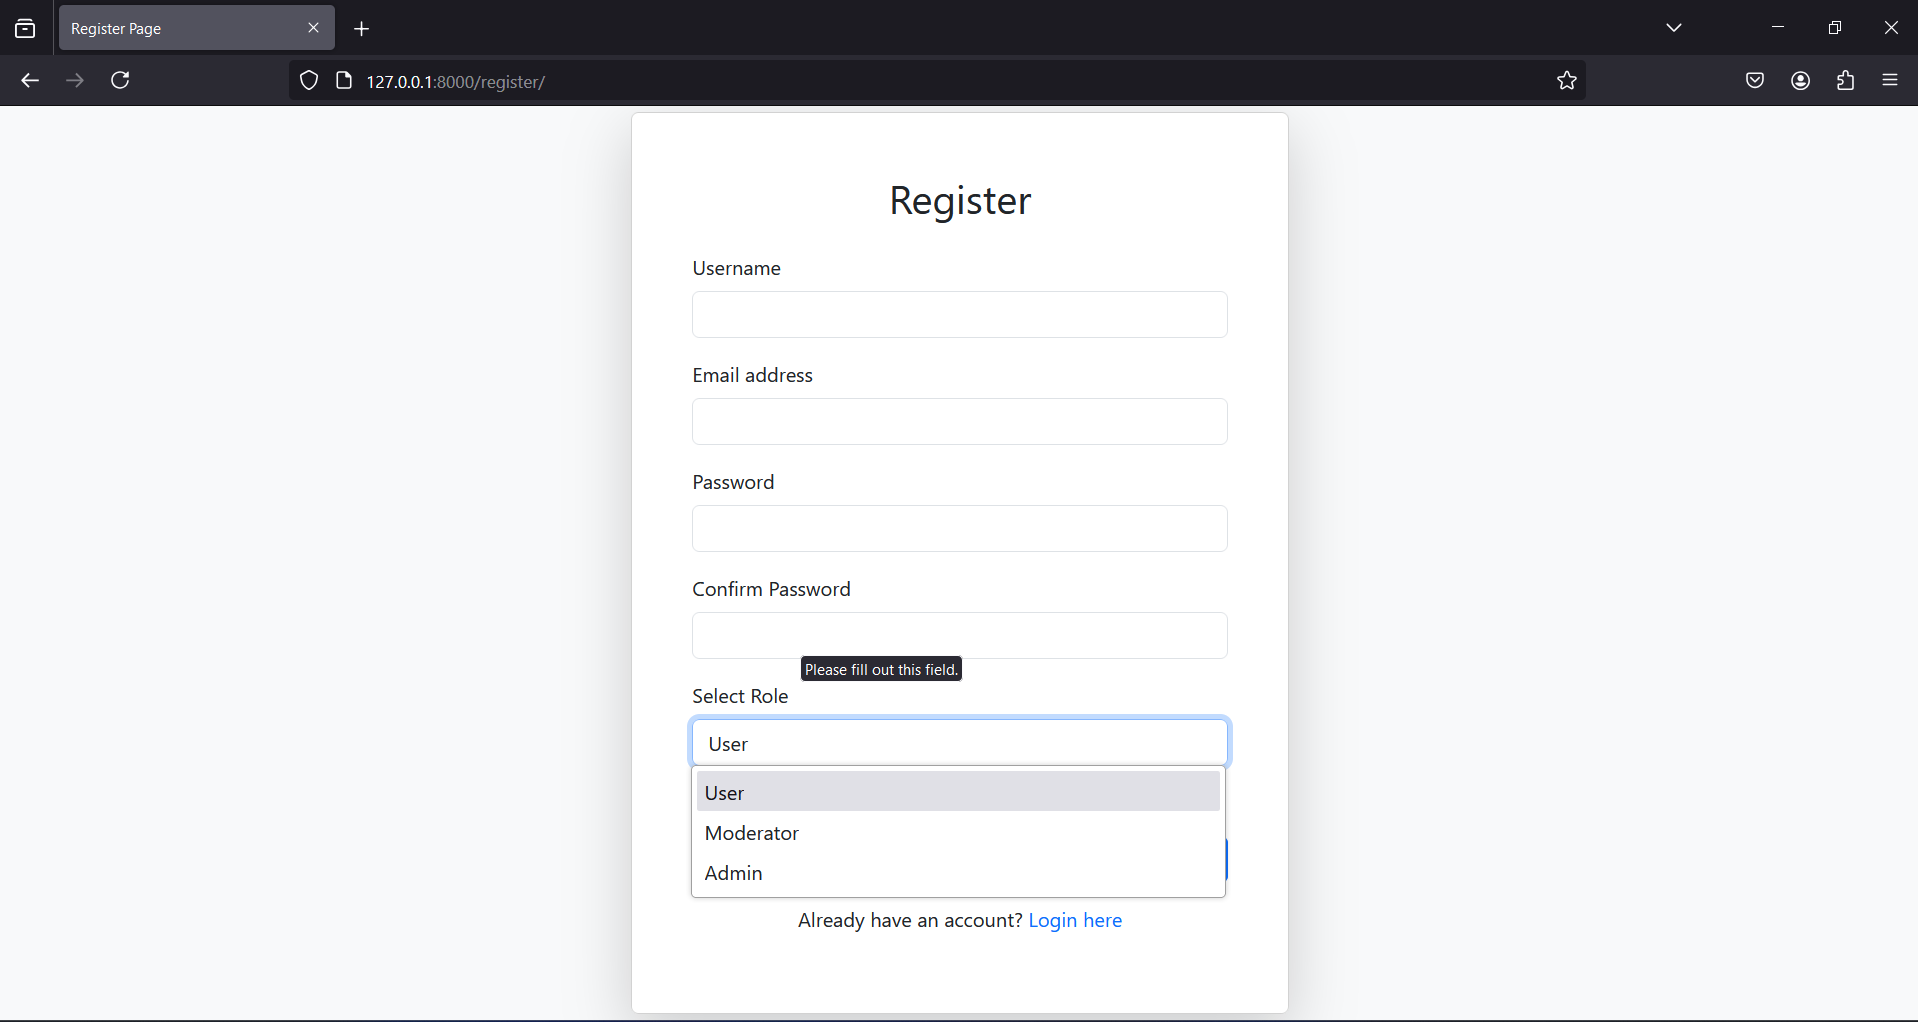 Register Page
127.0.0.1:8000/register/
Register
Username
Email address
Password
Confirm Password
Please fill out this field.
Select Role
User
User
Moderator
Admin
Already have an account? Login here